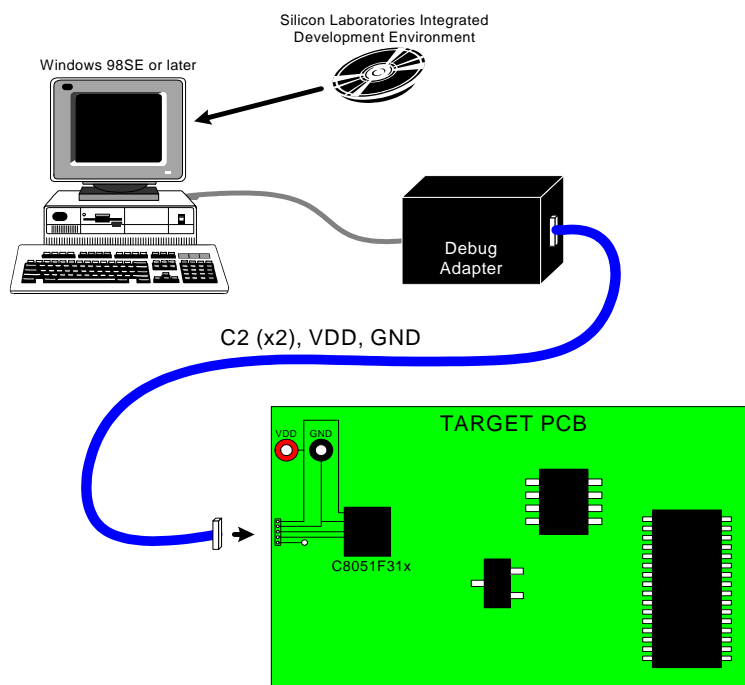 Silicon Laboratories Integrated
Development Environment
Windows 98SE or later
Debug
Adapter
C2 (x2), VDD, GND
TARGET PCB
VDD
GND
C8051F31x